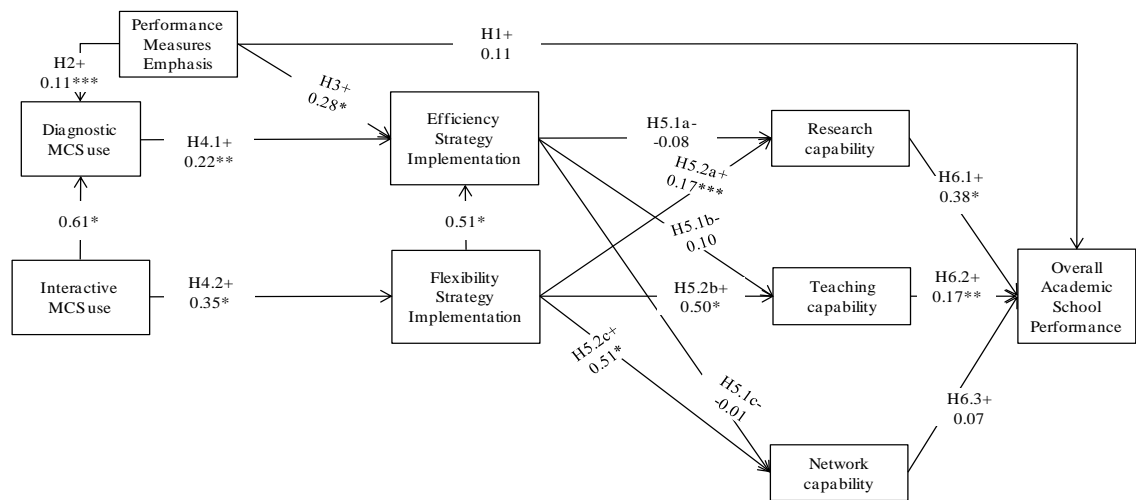 Performance
Measures
Emphasis
H1+
0.11
H2+
0.11***
H3+
0.28*
Diagnostic
MCS use
H4.1+
0.22**
Efficiency
Strategy
Implementation
H5.1a-
-0.08
Research
capability
H5.2a+
0.17***
H6.1+
0.38*
0.61*
0.51*
H5.1b-
0.10
Interactive
MCS use
H4.2+
0.35*
Flexibility
Strategy
Implementation
H5.2b+
0.50*
Teaching
capability
H6.2+
0.17**
Overall
Academic
School
Performance
H5.2c+
0.51*
H5.1c-
-0.01
H6.3+
0.07
Network
capability